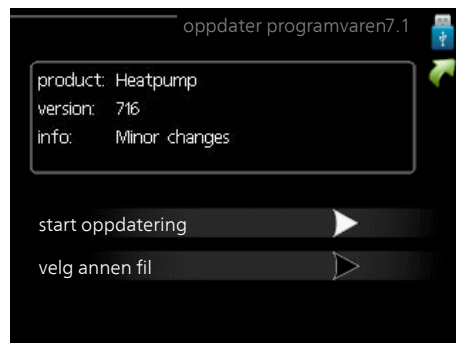 oppdater programvaren7.1
product: Heatpump
version: 716
info: Minor changes
start oppdatering
velg annen fil